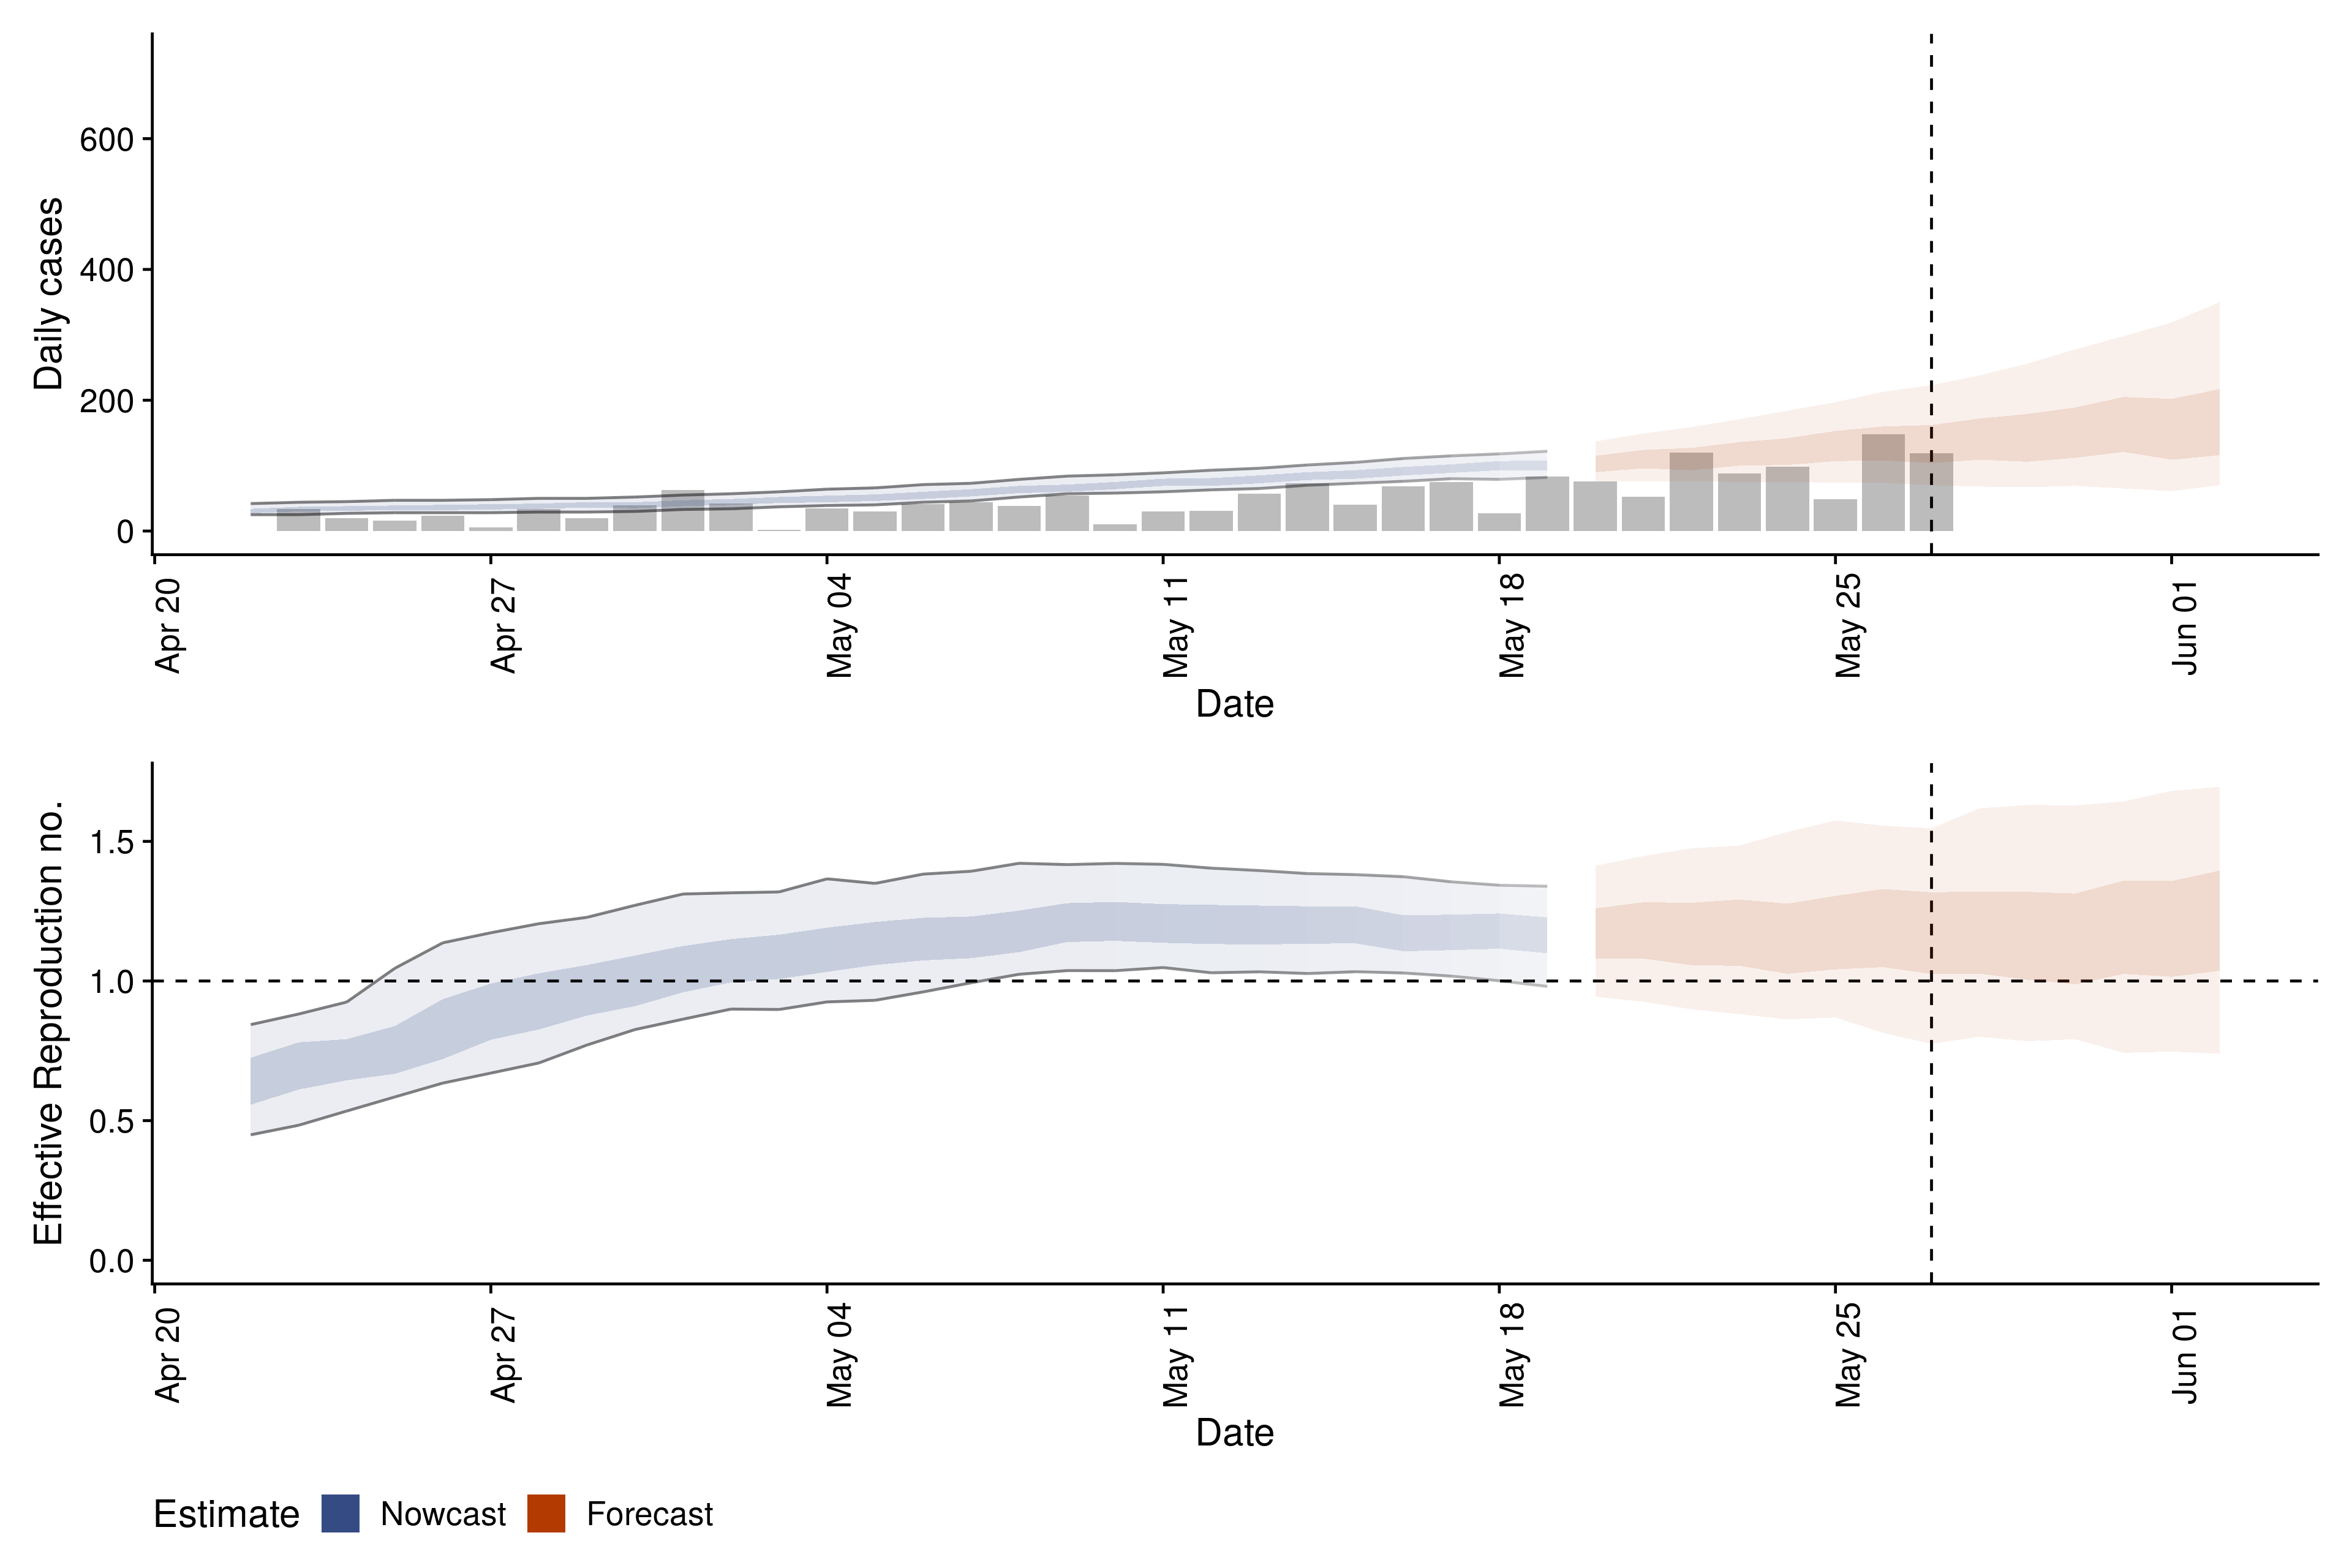 Daily cases
600
400
200
0
Apr 20
Apr 27
May 04
May 11
May 18
May 25
Jun 01
Date
Effective Reproduction no.
1.5
1.0
0.5
0.0
Apr 20
Apr 27
May 04
May 11
May 18
May 25
Jun 01
Date
Estimate Nowcast Forecast